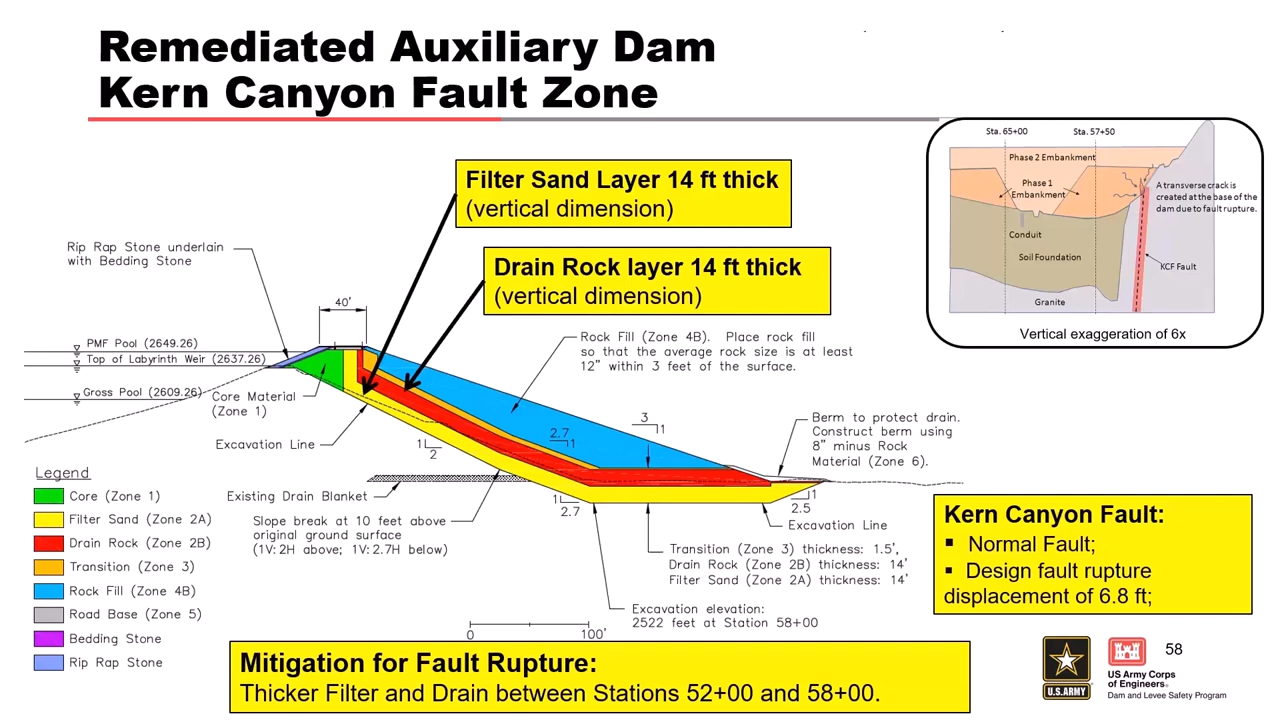 Remediated Auxiliary Dam
Kern Canyon Fault Zone
Filter Sand Layer 14 ft thick
(vertical dimension)
Drain Rock layer 14 ft thick
(vertical dimension)
Sta. 65+00
Sta. 57+50
Phase 2 Embankment
Phase 1
Embankment
A transverse crack is
created at the base of the
dam due to fault rupture.
Conduit
Soil Foundation
KCF Fault
Granite
Vertical exaggeration of 6x
Rip Rap Stone underlain
with Bedding Stone
40'
PMF Pool (2649.26)
Top of Labyrinth Weir (2637.26)
Gross Pool (2609.26)
Core Material
(Zone 1)
Excavation Line
Rock Fill (Zone 4B). Place rock fill
so that the average rock size is at least
12" within 3 feet of the surface.
3
1
2.7
1
1
2
Berm to protect drain.
Construct berm using
8" minus Rock
Material (Zone 6).
Existing Drain Blanket
Slope break at 10 feet above
original ground surface
(1V:2H above; 1V:2.7H below)
1
2.7
1
2.5
Excavation Line
Transition (Zone 3) thickness: 1.5',
Drain Rock (Zone 2B) thickness: 14'
Filter Sand (Zone 2A) thickness: 14'
Excavation elevation:
2522 feet at Station 58+00
0
100'
Legend
Core (Zone 1)
Filter Sand (Zone 2A)
Drain Rock (Zone 2B)
Transition (Zone 3)
Rock Fill (Zone 4B)
Road Base (Zone 5)
Bedding Stone
Rip Rap Stone
Kern Canyon Fault:
▪ Normal Fault;
▪ Design fault rupture
displacement of 6.8 ft;
Mitigation for Fault Rupture:
Thicker Filter and Drain between Stations 52+00 and 58+00.
U.S.ARMY
US Army Corps
of Engineers®
Dam and Levee Safety Program
58